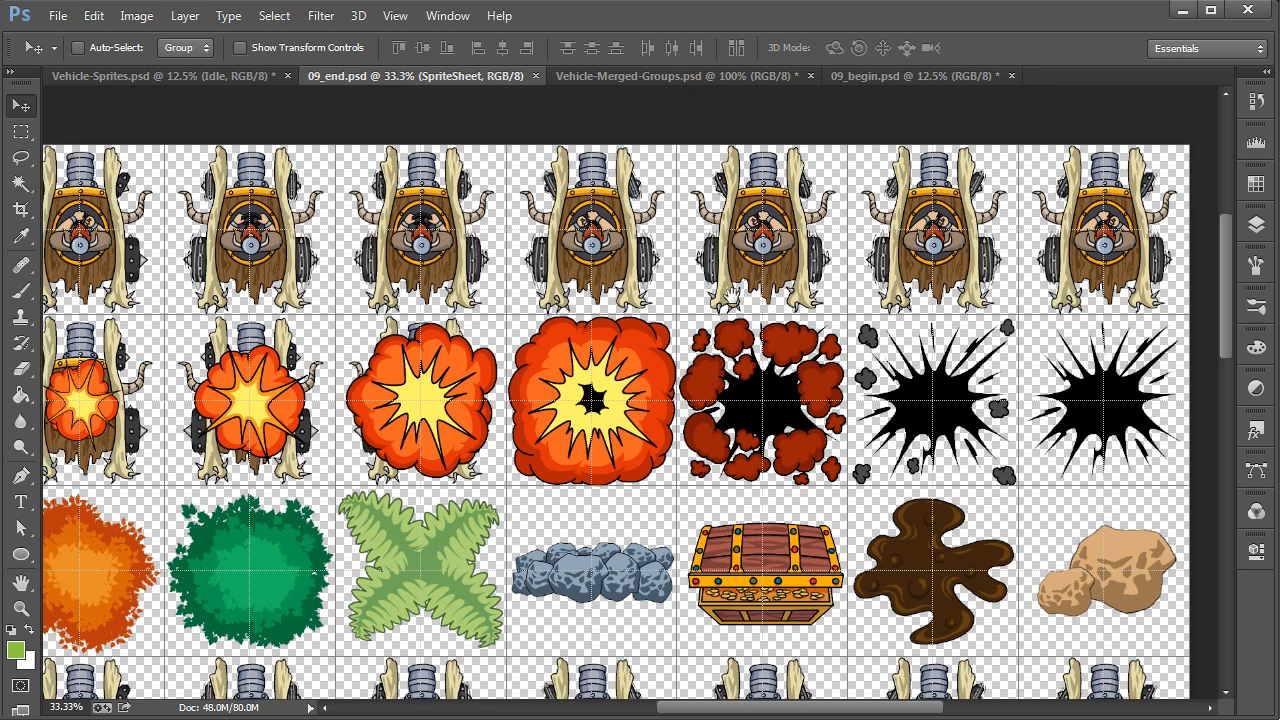 Ps File Edit Image Layer Type Select Filter 3D View Window Help
Auto-Select: Group Show Transform Controls 3D Mode: Essentials
Vehicle-Sprites.psd @ 12.5% (Idle, RGB/8) * × 09_end.psd @ 33.3% (SpriteSheet, RGB/8) × Vehicle-Merged-Groups.psd @ 100% (RGB/8) * × 09_begin.psd @ 12.5% (RGB/8) * ×
33.33% Doc: 48.0M/80.0M